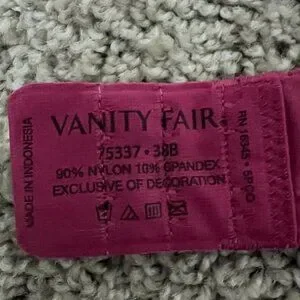 VANITY FAIR
75337 • 38B
90% NYLON 10% SPANDEX
EXCLUSIVE OF DECORATION
MADE IN INDONESIA